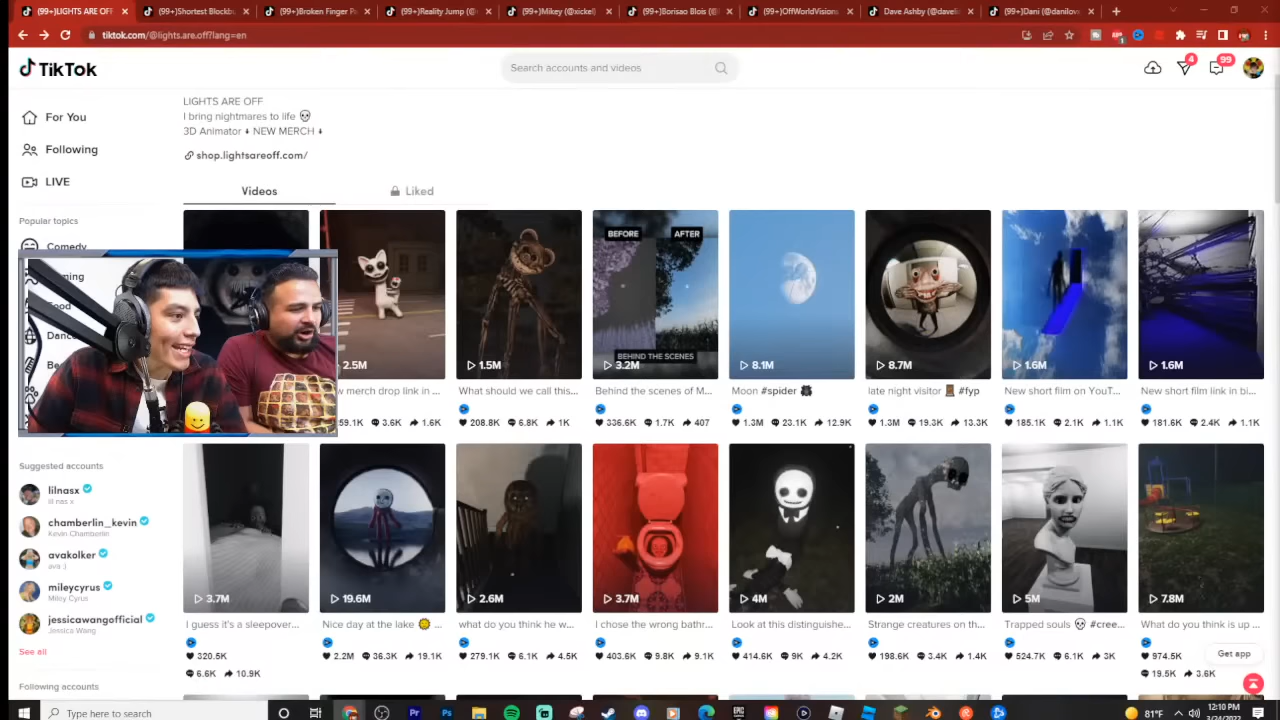 (99+) LIGHTS ARE OFF
(99+) Shortest Blockbu
(99+) Broken Finger P
(99+) Reality Jump (@
(99+) Mikey (@xickel)
(99+) Borisao Blois (@
(99+) OffWorldVisions
(99+) Dave Ashby (@daveli
(99+) Dani (@danilov
tiktok.com/@lights.are.off?lang=en
TikTok
Search accounts and videos
4
99
For You
Following
LIVE
Popular topics
Comedy
LIGHTS ARE OFF
I bring nightmares to life 💀
3D Animator ⬇ NEW MERCH ⬇
shop.lightsareoff.com/
Videos
Liked
BEFORE AFTER
BEHIND THE SCENES
2.5M
1.5M
3.2M
8.1M
8.7M
1.6M
1.6M
w merch drop link in ...
What should we call this...
Behind the scenes of M...
Moon #spider
late night visitor 🚪 #fyp
New short film on YouT...
New short film link in bi...
59.1K 3.6K 1.6K
208.8K 6.8K 1K
336.6K 1.7K 407
1.3M 23.1K 12.9K
1.3M 19.3K 13.3K
185.1K 2.1K 1.1K
181.6K 2.4K 1.1K
3.7M
19.6M
2.6M
3.7M
4M
2M
5M
7.8M
I guess it's a sleepover...
Nice day at the lake 🌞 ...
what do you think he w...
I chose the wrong bathr...
Look at this distinguishe...
Strange creatures on th...
Trapped souls 💀 #cree...
What do you think is up ...
320.5K
6.6K 10.9K
2.2M 36.3K 19.1K
279.1K 6.1K 4.5K
403.6K 9.8K 9.1K
414.6K 9K 4.2K
198.6K 3.4K 1.4K
524.7K 6.1K 3K
974.5K
19.5K 3.6K
Get app
Suggested accounts
lilnasx
lil nas x
chamberlin_kevin
Kevin Chamberlin
avakolker
ava :)
mileycyrus
Miley Cyrus
jessicawangofficial
Jessica Wang
See all
Following accounts
Type here to search
81°F
12:10 PM
3/24/2022